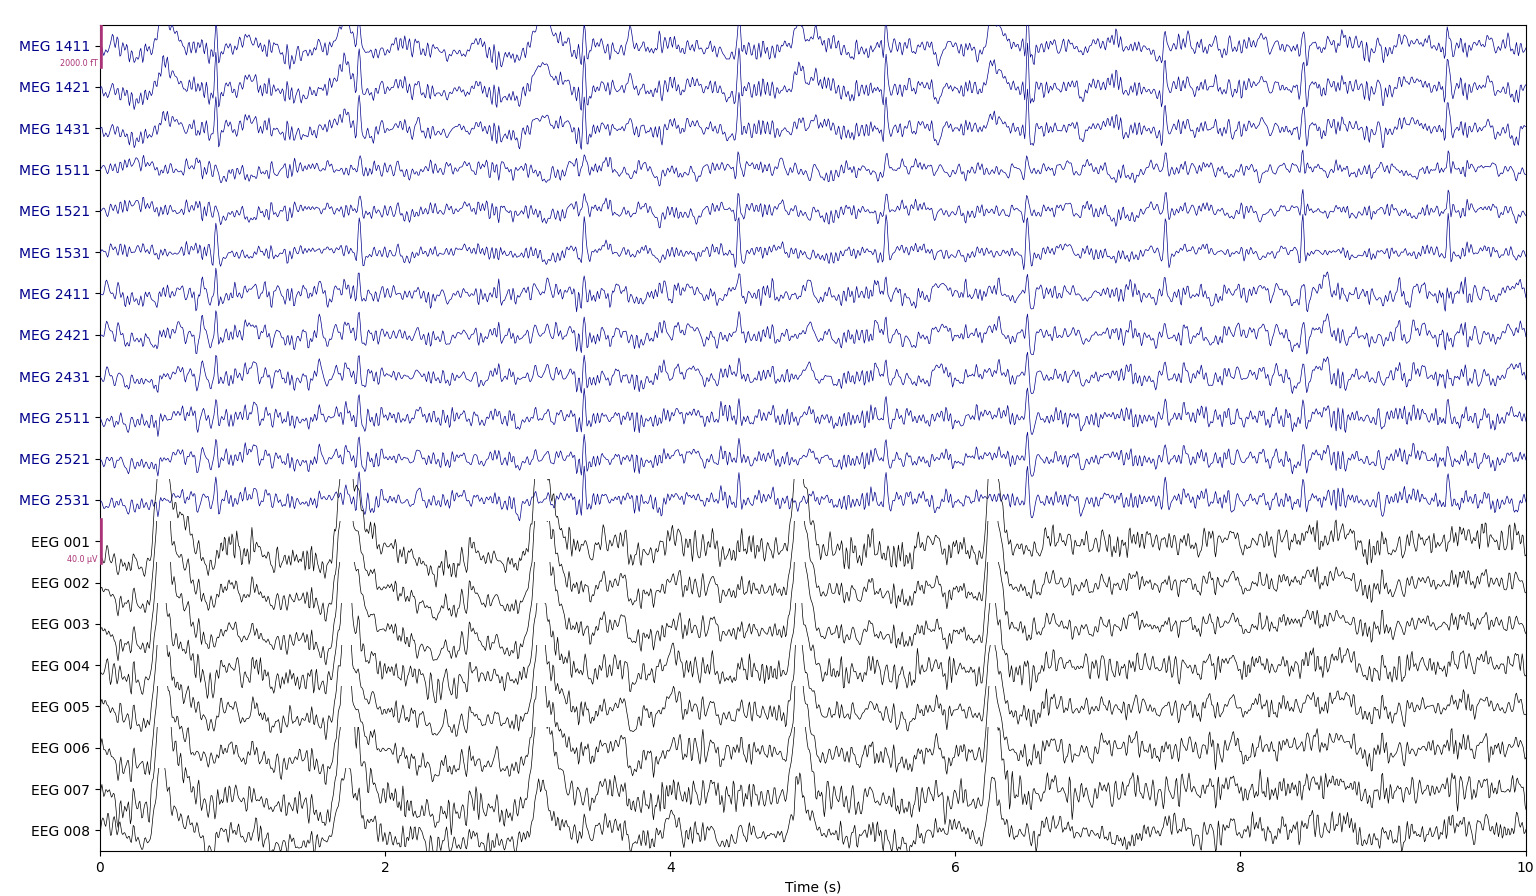 MEG 1411
2000.0 fT
MEG 1421
MEG 1431
MEG 1511
MEG 1521
MEG 1531
MEG 2411
MEG 2421
MEG 2431
MEG 2511
MEG 2521
MEG 2531
EEG 001
40.0 µV
EEG 002
EEG 003
EEG 004
EEG 005
EEG 006
EEG 007
EEG 008
0 2 4 6 8 10
Time (s)